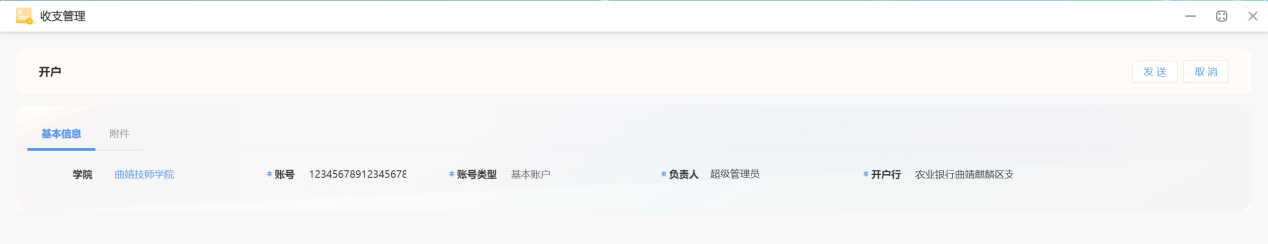 收支管理
开户
发送 取消
基本信息 附件
学院 曲靖技师学院 * 账号 12345678912345678 * 账号类型 基本账户 * 负责人 超级管理员 * 开户行 农业银行曲靖麒麟区支